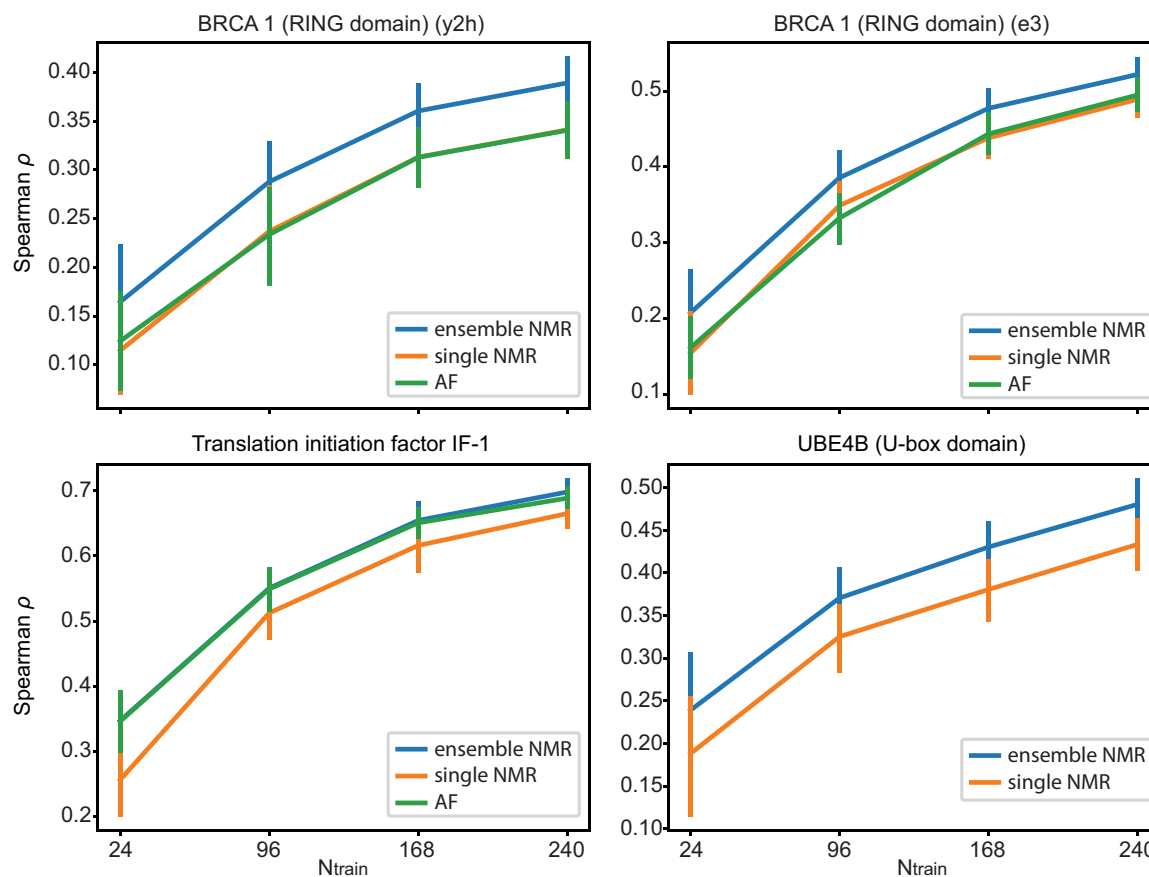 BRCA 1 (RING domain) (y2h)
Spearman ρ
0.40
0.35
0.30
0.25
0.20
0.15
0.10
ensemble NMR
single NMR
AF
BRCA 1 (RING domain) (e3)
0.5
0.4
0.3
0.2
0.1
ensemble NMR
single NMR
AF
Translation initiation factor IF-1
Spearman ρ
0.7
0.6
0.5
0.4
0.3
0.2
ensemble NMR
single NMR
AF
24 96 168 240
Ntrain
UBE4B (U-box domain)
0.50
0.45
0.40
0.35
0.30
0.25
0.20
0.15
0.10
ensemble NMR
single NMR
24 96 168 240
Ntrain